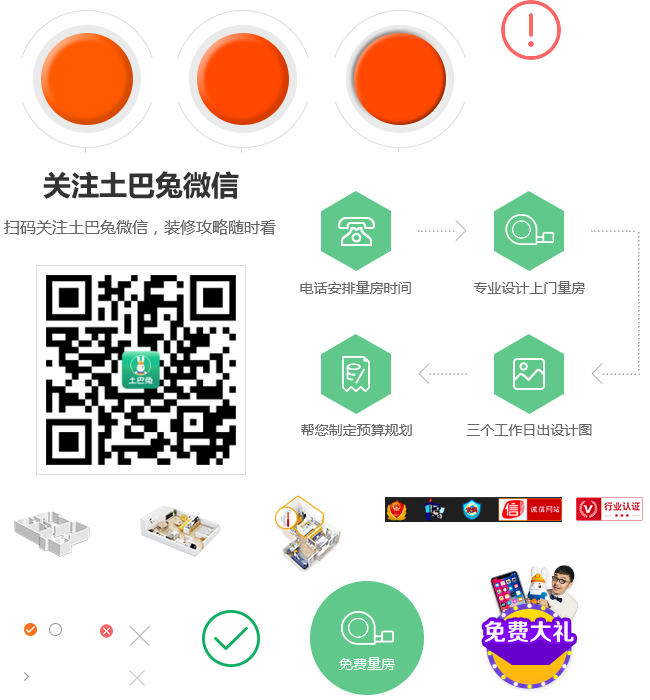 关注土巴兔微信
扫码关注土巴兔微信，装修攻略随时看
土巴兔
电话安排量房时间
专业设计上门量房
帮您制定预算规划
三个工作日出设计图
信 诚信网站
行业认证
免费量房
免费大礼